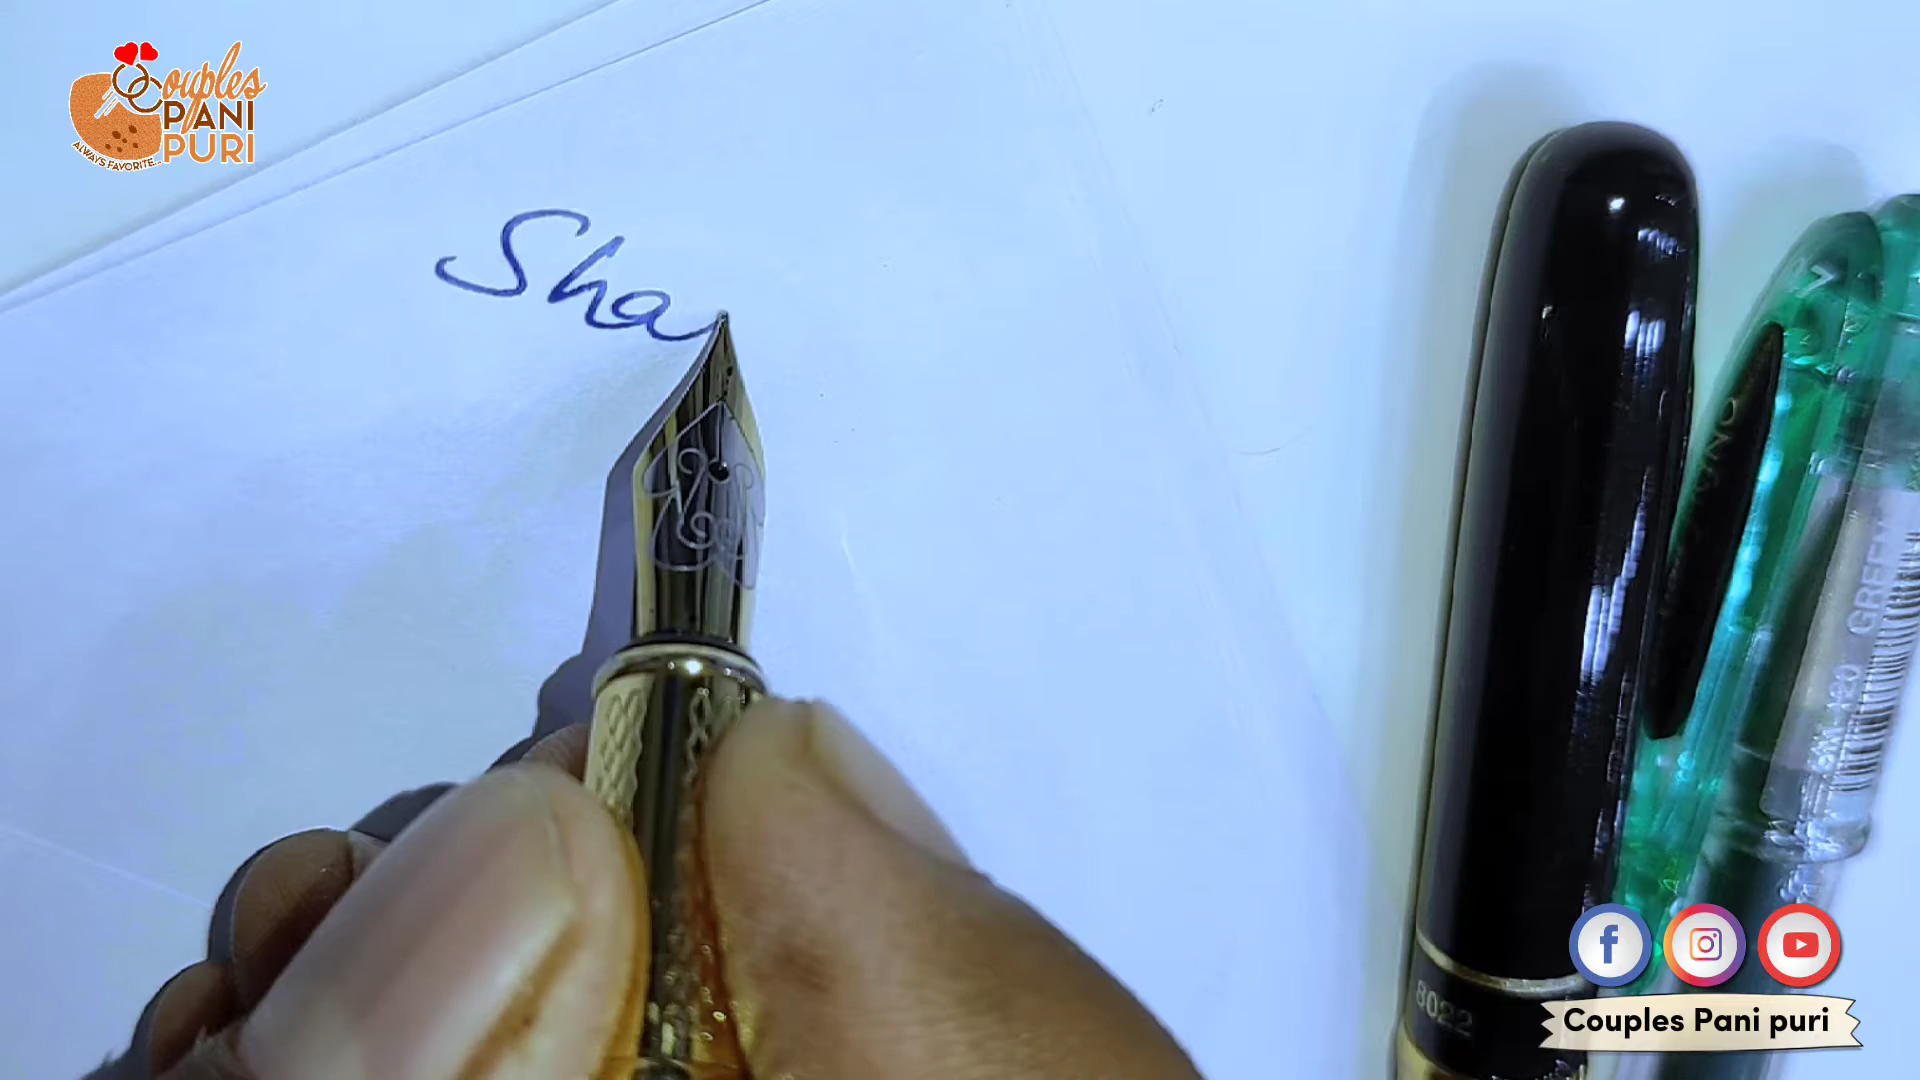 Couples
PANI
PURI
ALWAYS FAVORITE...
Sha
GREEN
8022
Couples Pani puri